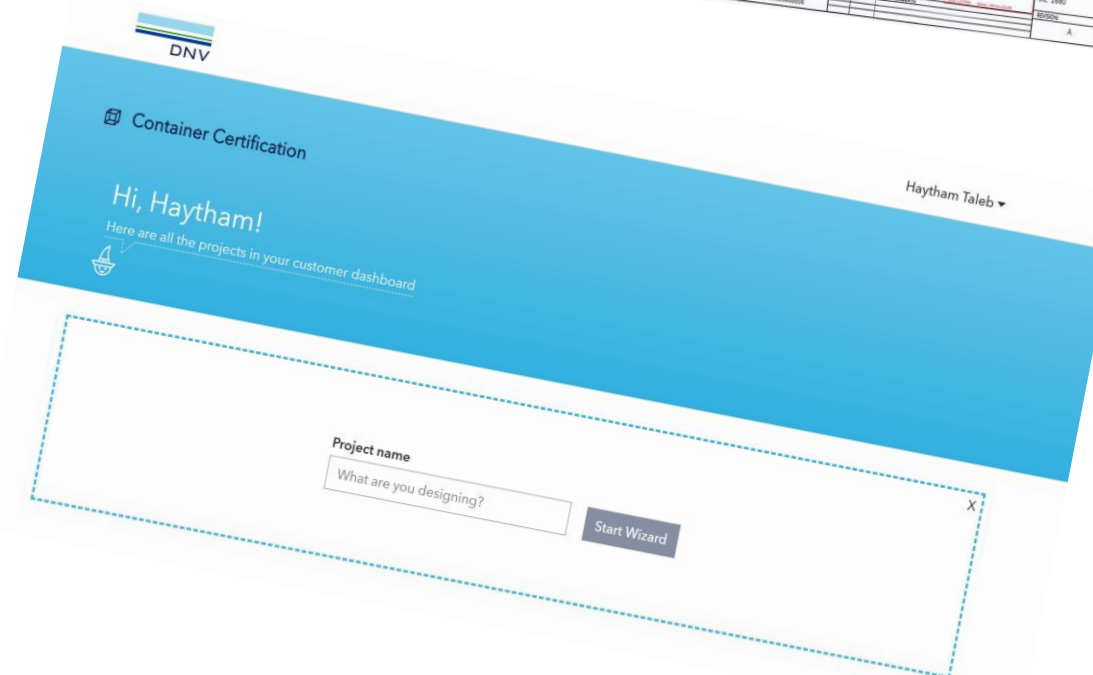 REVISION:
A
DNV
Container Certification
Haytham Taleb
Hi, Haytham!
Here are all the projects in your customer dashboard
X
Project name
What are you designing?
Start Wizard